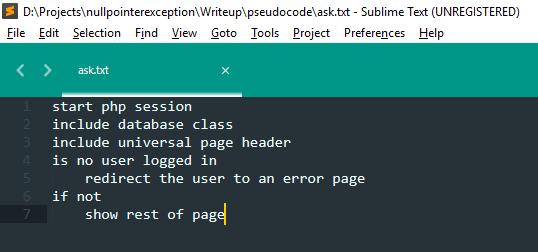 D:\Projects\nullpointerexception\Writeup\pseudocode\ask.txt - Sublime Text (UNREGISTERED)
File Edit Selection Find View Goto Tools Project Preferences Help
ask.txt ×
1 start php session
2 include database class
3 include universal page header
4 is no user logged in
5 redirect the user to an error page
6 if not
7 show rest of page